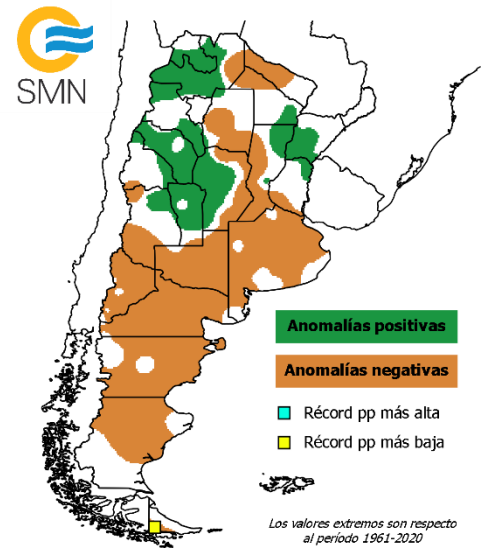 SMN
Anomalías positivas
Anomalías negativas
Récord pp más alta
Récord pp más baja
Los valores extremos son respecto
al período 1961-2020